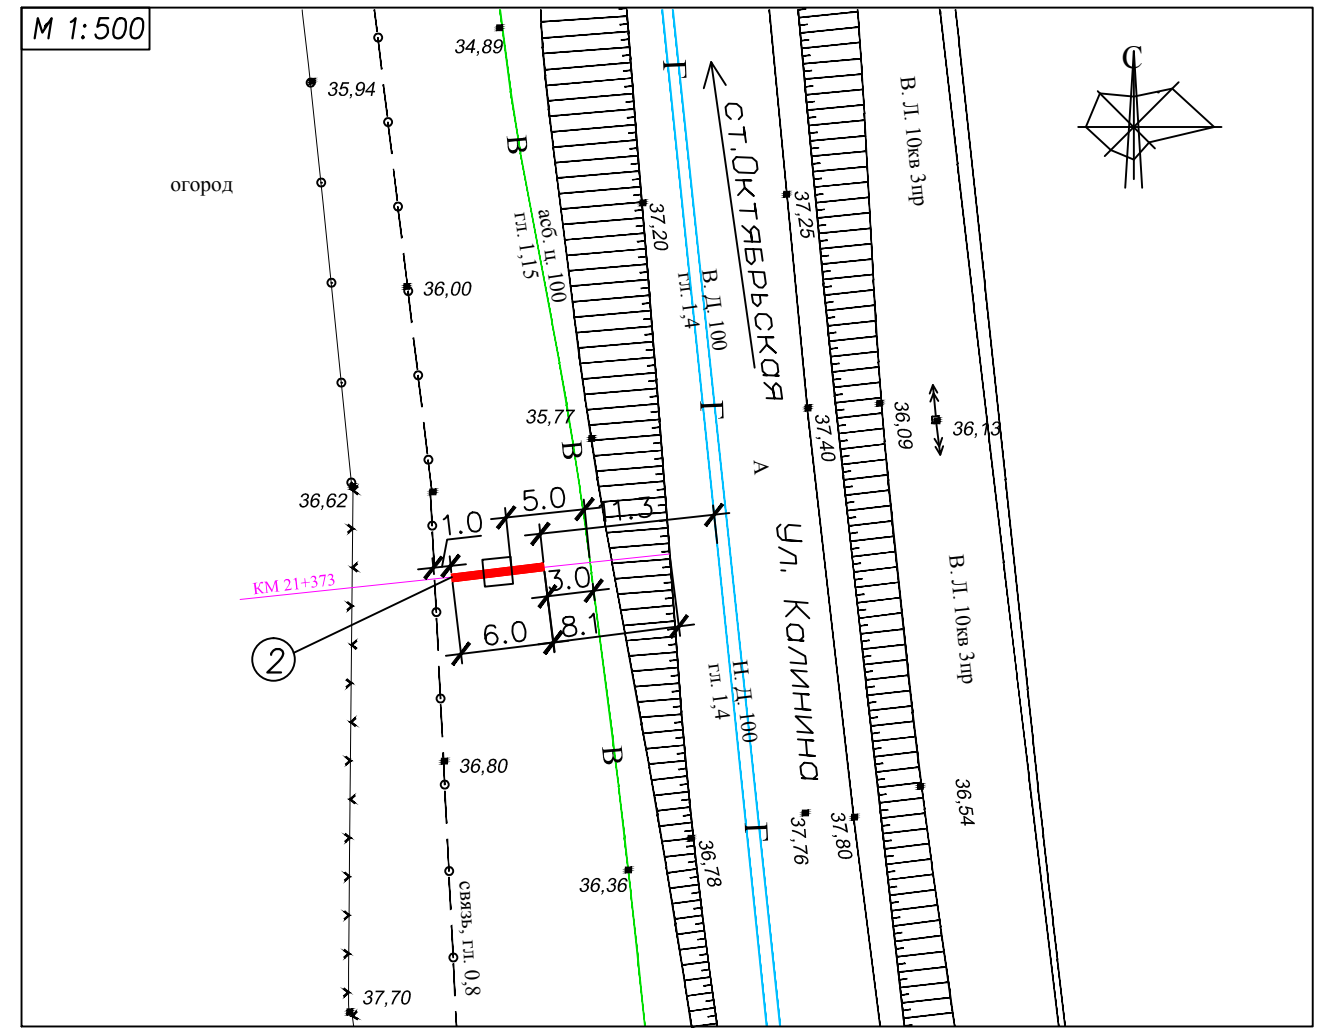 М 1:500
С
34,89
35,94
огород
В
В. Л. 10кв 3пр
Г
ст. Октябрьская
37,25
37,20
асб. ц. 100
гл. 1,15
36,00
В. Д. 100
гл. 1,4
35,77
Г
37,40
36,09
36,13
В
А
36,62
5.0
11.3
1.0
Ул. Калинина
КМ 21+373
3.0
В. Л. 10кв 3пр
2
6.0
8.1
Н. Д. 100
гл. 1,4
В
36,80
36,54
Г
37,76
37,80
36,78
36,36
связь, гл. 0,8
37,70